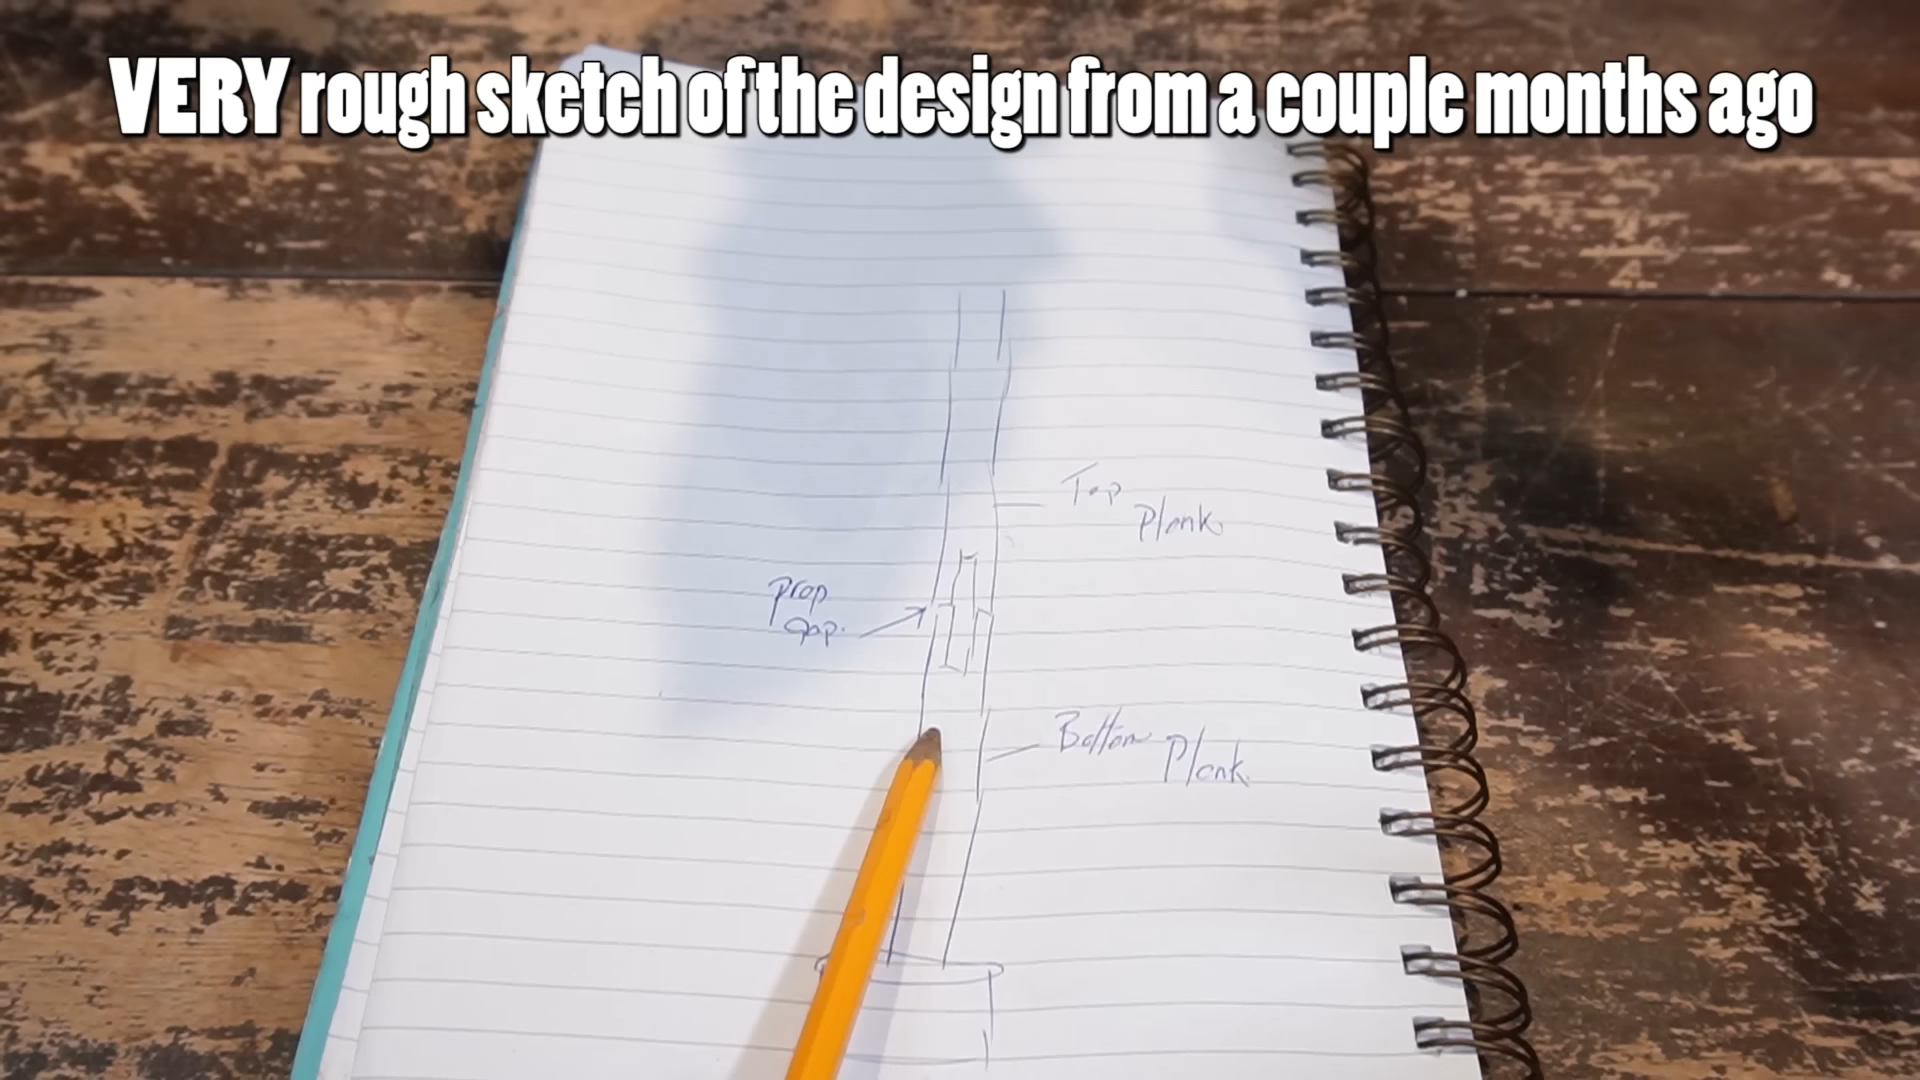 VERY rough sketch of the design from a couple months ago
Top
Plank
prop
gap.
Bottom
Plank.